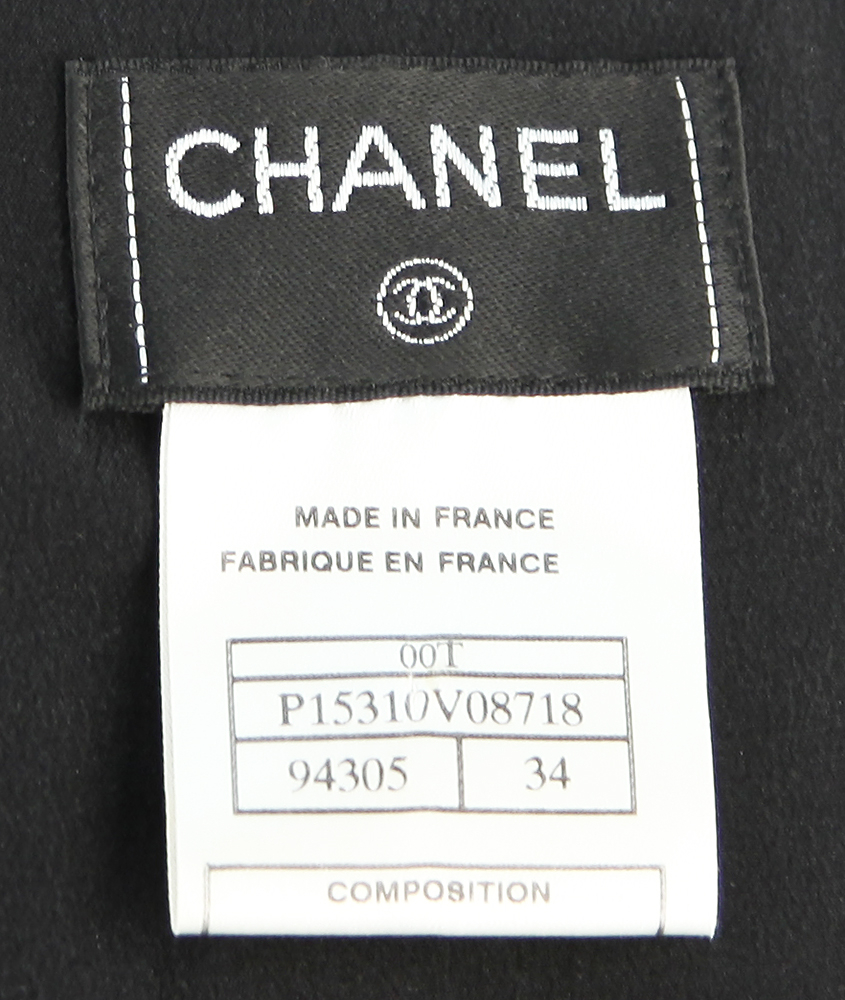 CHANEL
MADE IN FRANCE
FABRIQUE EN FRANCE
00T
P15310V08718
94305 34
COMPOSITION